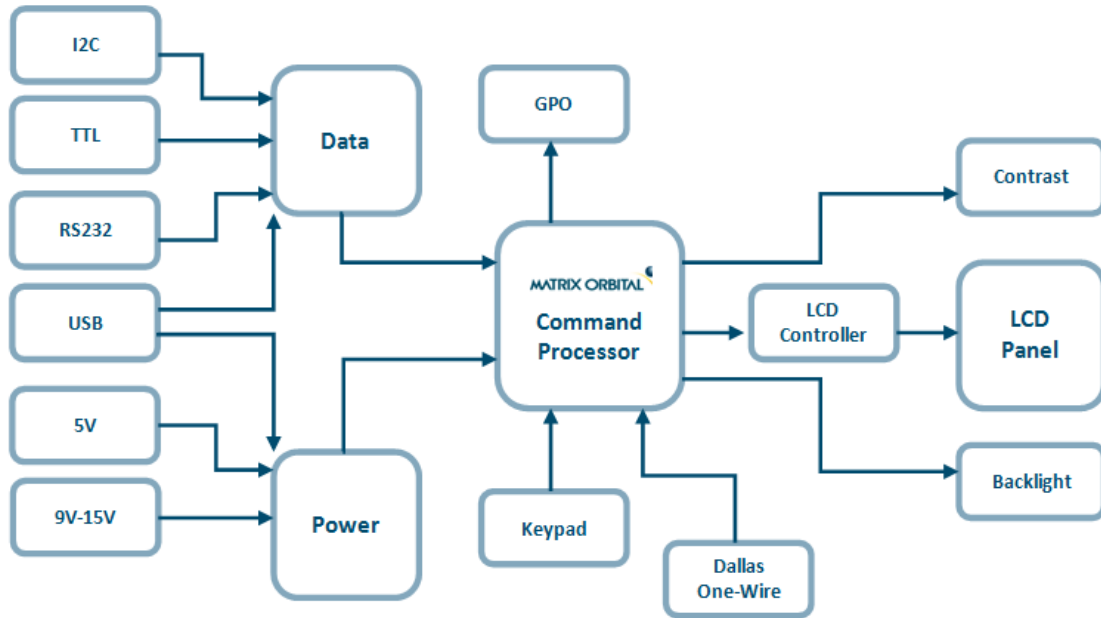 I2C
TTL
RS232
USB
5V
9V-15V
Data
Power
GPO
MATRIX ORBITAL
Command
Processor
Keypad
Dallas
One-Wire
LCD
Controller
Contrast
LCD
Panel
Backlight